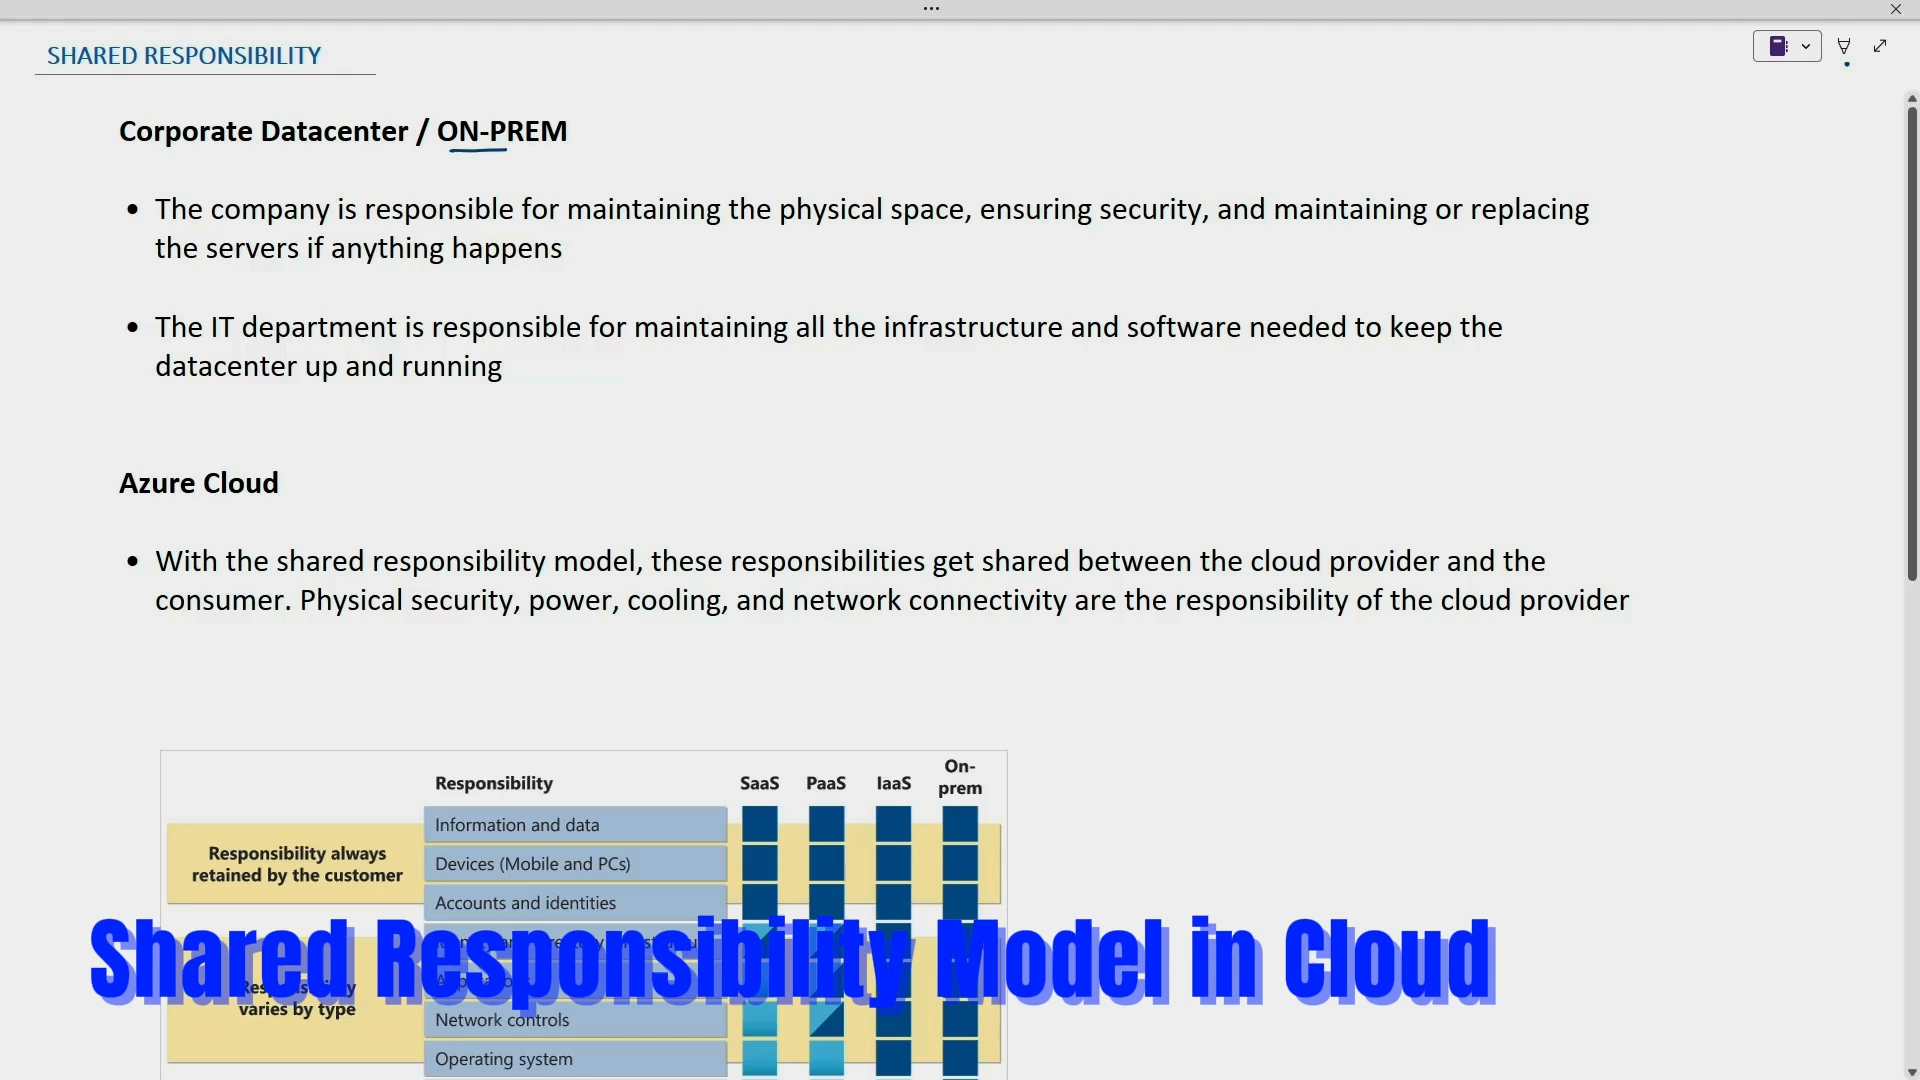 SHARED RESPONSIBILITY
Corporate Datacenter / ON-PREM
• The company is responsible for maintaining the physical space, ensuring security, and maintaining or replacing
the servers if anything happens
• The IT department is responsible for maintaining all the infrastructure and software needed to keep the
datacenter up and running
Azure Cloud
• With the shared responsibility model, these responsibilities get shared between the cloud provider and the
consumer. Physical security, power, cooling, and network connectivity are the responsibility of the cloud provider
Responsibility SaaS PaaS IaaS On-prem
Information and data
Responsibility always
retained by the customer
Devices (Mobile and PCs)
Accounts and identities
Shared Responsibility Model in Cloud
varies by type
Network controls
Operating system